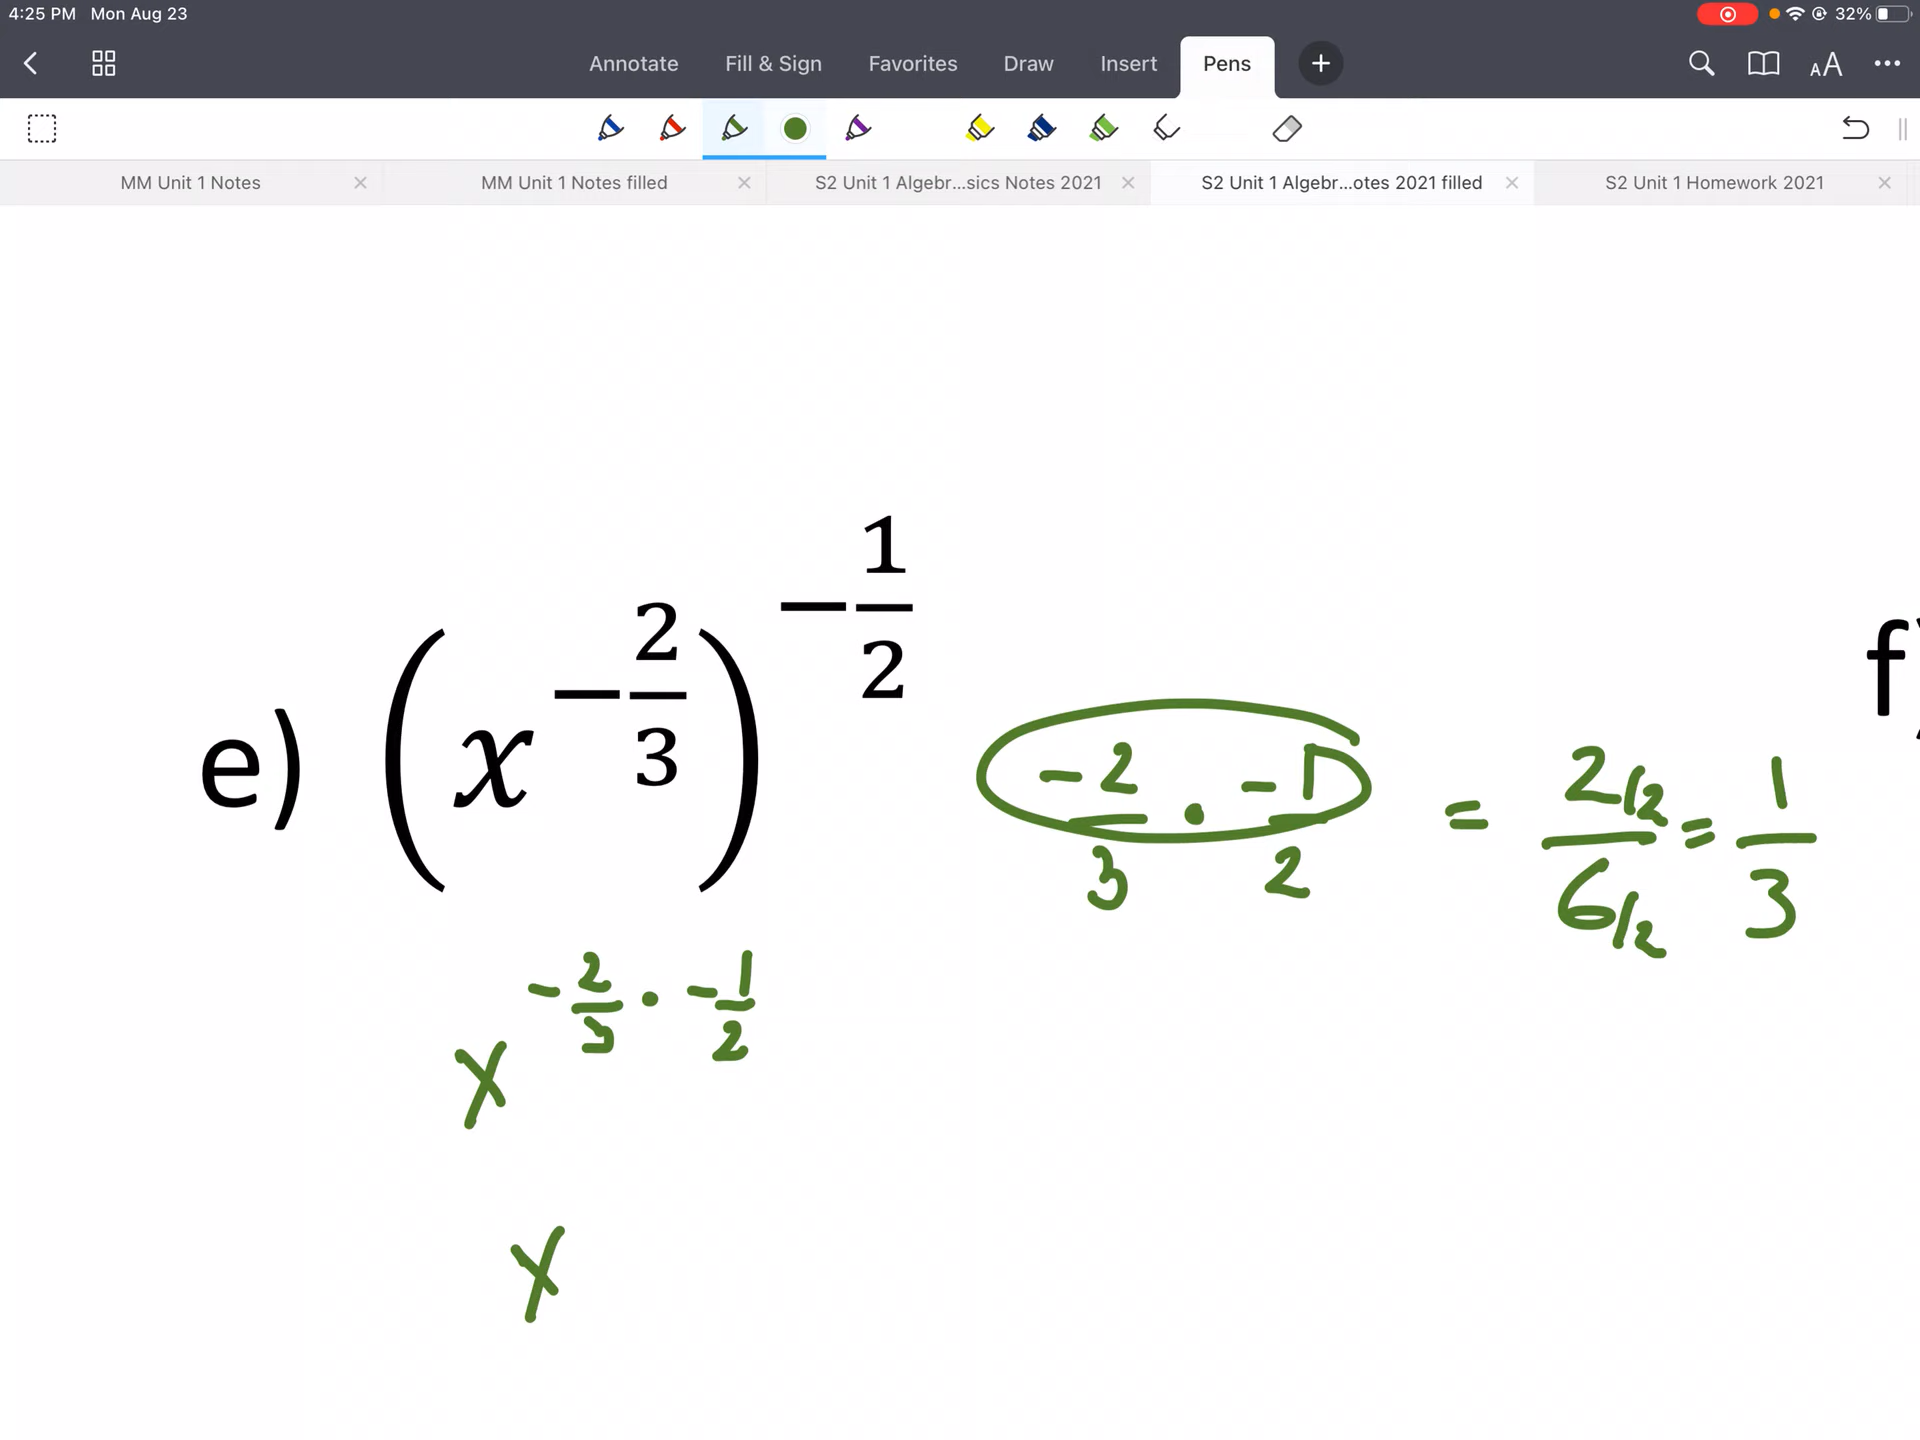 4:25 PM Mon Aug 23 32%
Annotate Fill & Sign Favorites Draw Insert Pens + AA
MM Unit 1 Notes MM Unit 1 Notes filled S2 Unit 1 Algebr...sics Notes 2021 S2 Unit 1 Algebr...otes 2021 filled S2 Unit 1 Homework 2021
e) (x^(-2/3))^(-1/2) f)
-2/3 · -1/2 = (2/2)/(6/2) = 1/3
x^(-2/3 · -1/2)
x